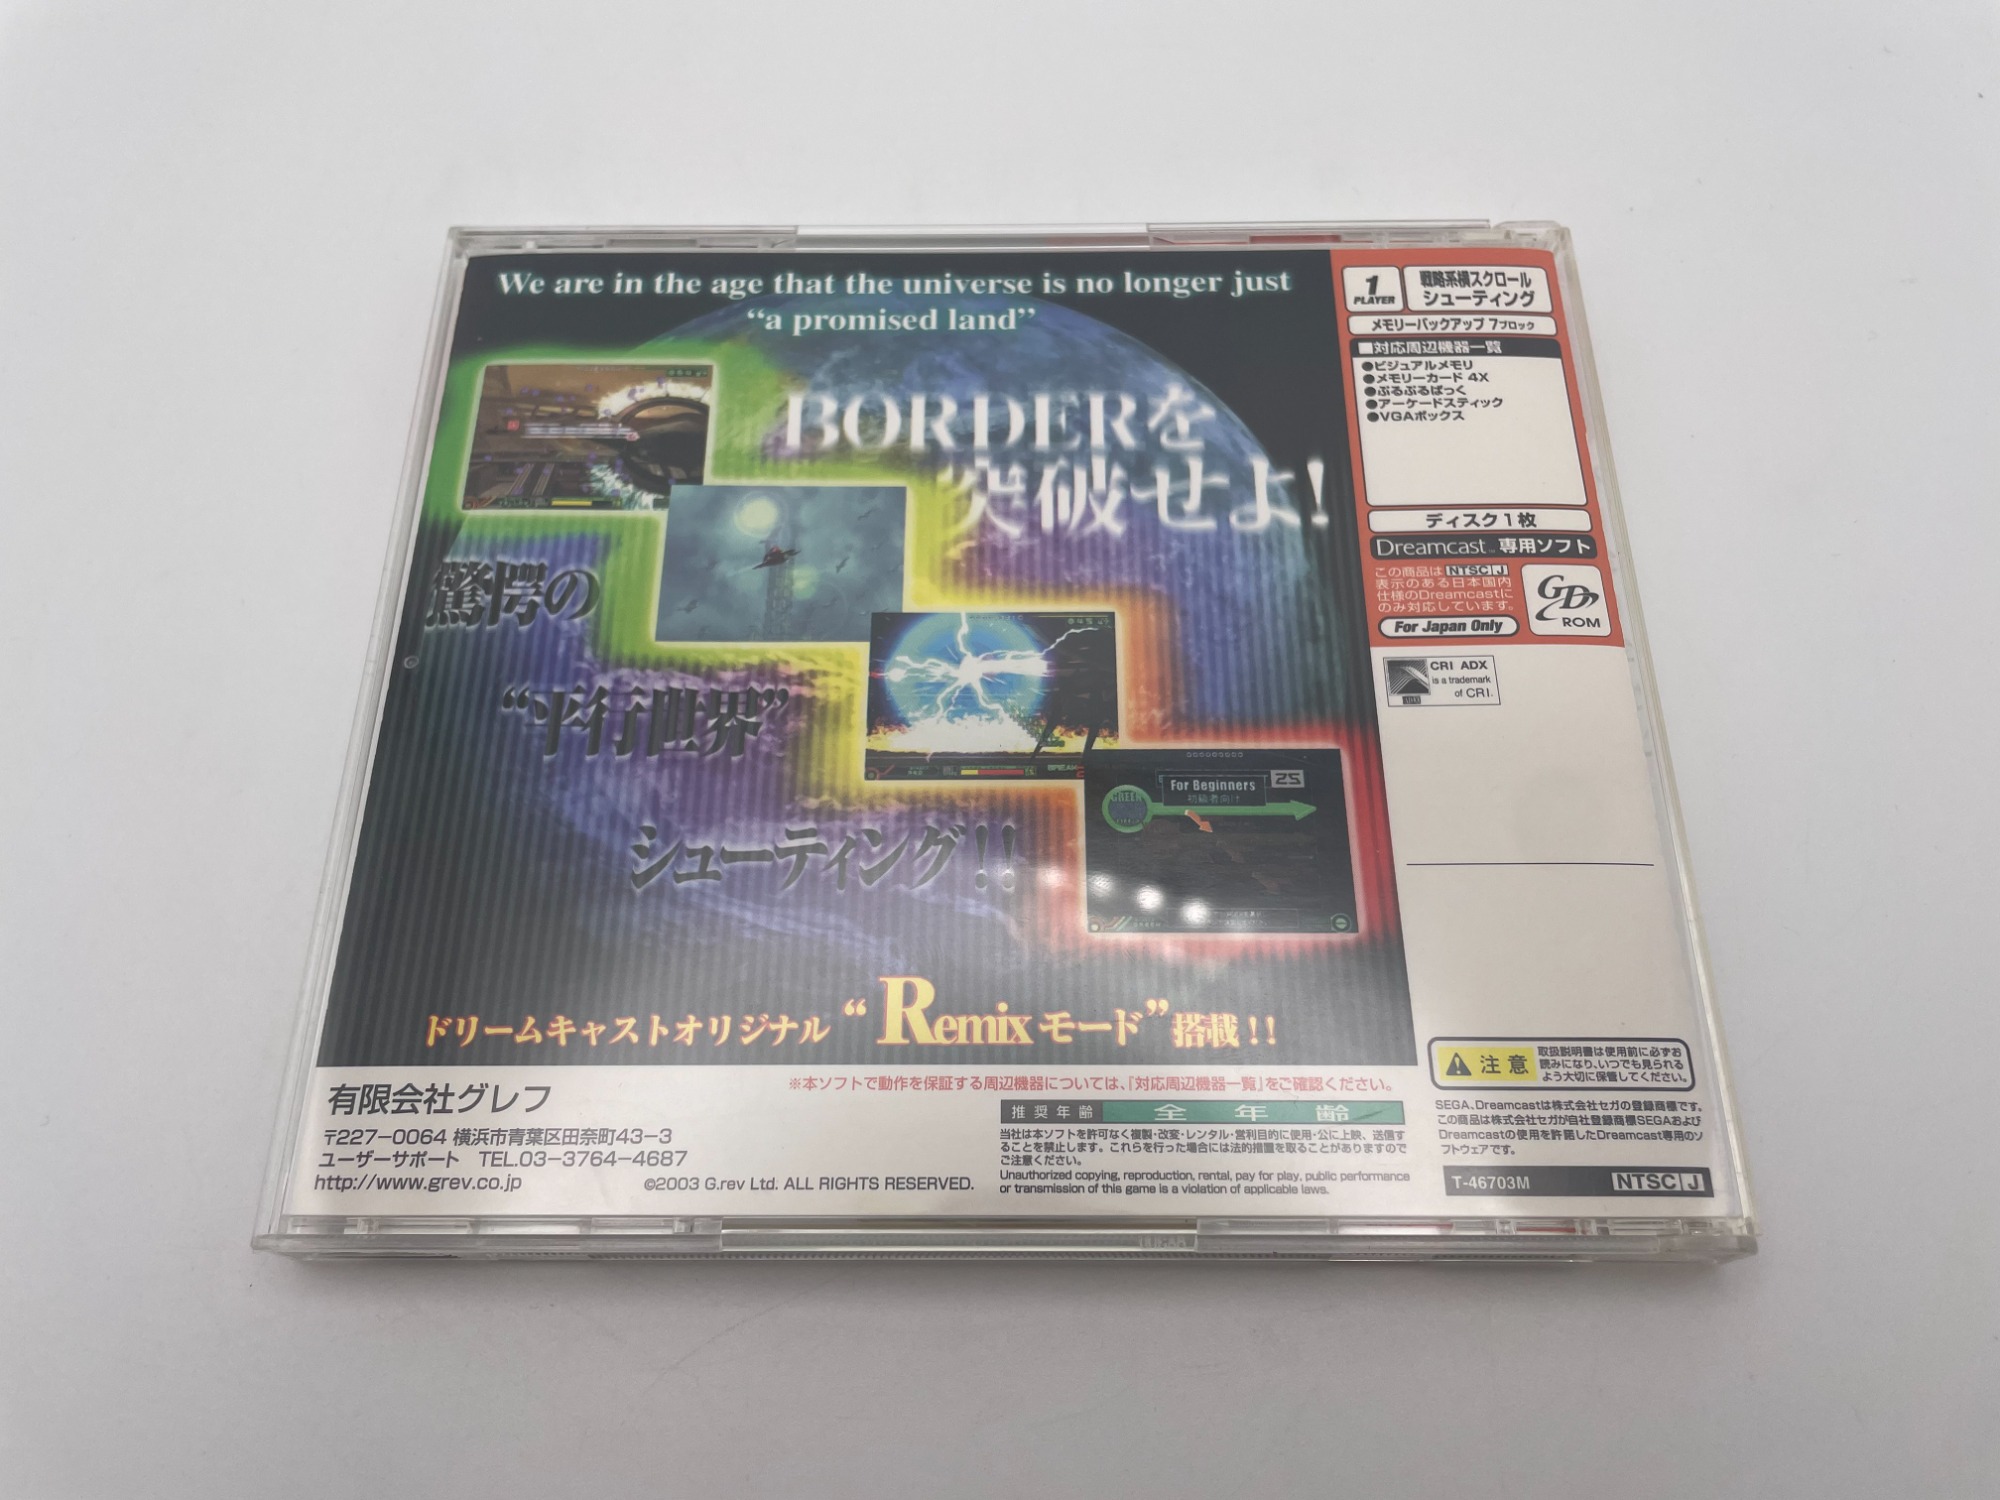 We are in the age that the universe is no longer just
“a promised land”
BORDERを
突破せよ!
驚愕の
“平行世界”
シューティング!!
For Beginners
初級者向け
25
GREEN
ドリームキャストオリジナル“Remixモード”搭載!!
有限会社グレフ
〒227-0064 横浜市青葉区田奈町43-3
ユーザーサポート TEL.03-3764-4687
http://www.grev.co.jp
©2003 G.rev Ltd. ALL RIGHTS RESERVED.
※本ソフトで動作を保証する周辺機器については、「対応周辺機器一覧」をご確認ください。
推奨年齢 全年齢
当社は本ソフトを許可なく複製・改変・レンタル・営利目的に使用・公に上映、送信す
ることを禁止します。これらを行った場合には法的措置を取ることがありますので
ご注意ください。
Unauthorized copying, reproduction, rental, pay for play, public performance
or transmission of this game is a violation of applicable laws.
1
PLAYER
戦略系横スクロール
シューティング
メモリーバックアップ 7ブロック
■対応周辺機器一覧
●ビジュアルメモリ
●メモリーカード 4X
●ぷるぷるぱっく
●アーケードスティック
●VGAボックス
ディスク1枚
Dreamcast™ 専用ソフト
この商品は NTSC J
表示のある日本国内
仕様のDreamcastに
のみ対応しています。
For Japan Only
GD
ROM
CRI ADX
is a trademark
of CRI.
注意
取扱説明書は使用前に必ずお
読みになり、いつでも見られる
よう大切に保管してください。
SEGA、Dreamcastは株式会社セガの登録商標です。
この商品は株式会社セガが自社登録商標SEGAおよび
Dreamcastの使用を許諾したDreamcast専用のソ
フトウェアです。
T-46703M
NTSC J